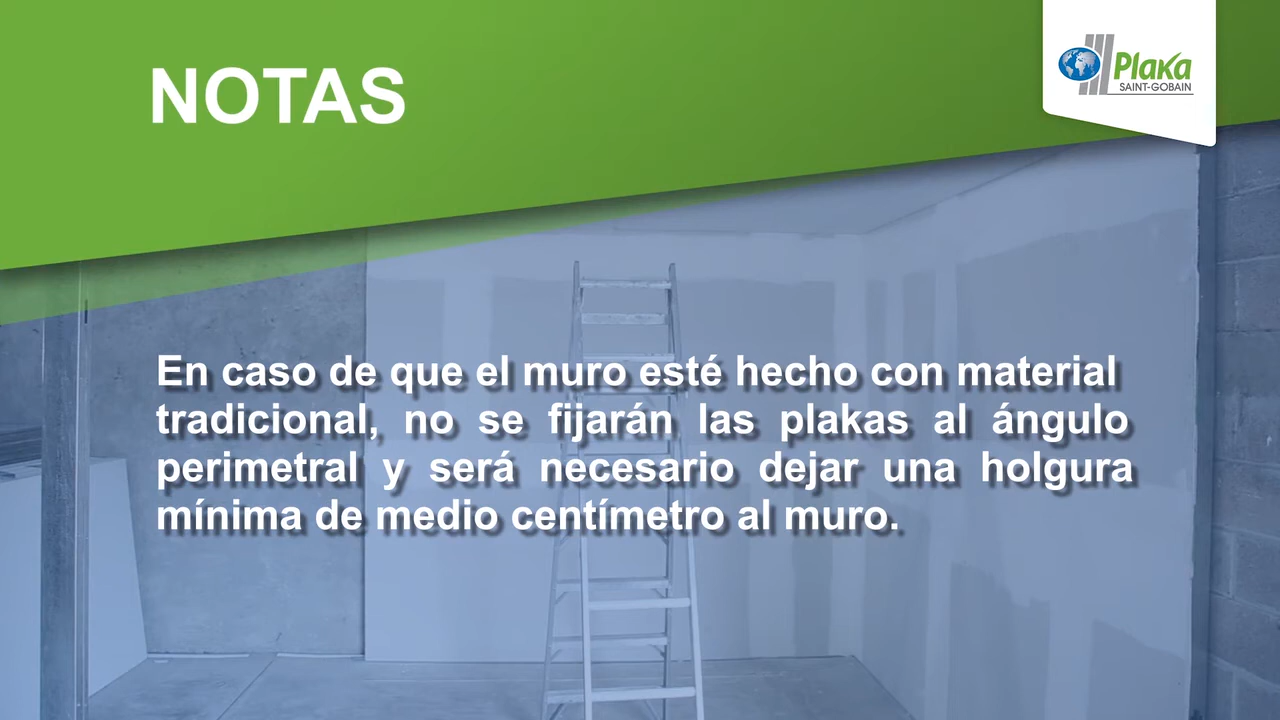 NOTAS
Plaka
SAINT-GOBAIN
En caso de que el muro esté hecho con material
tradicional, no se fijarán las plakas al ángulo
perimetral y será necesario dejar una holgura
mínima de medio centímetro al muro.